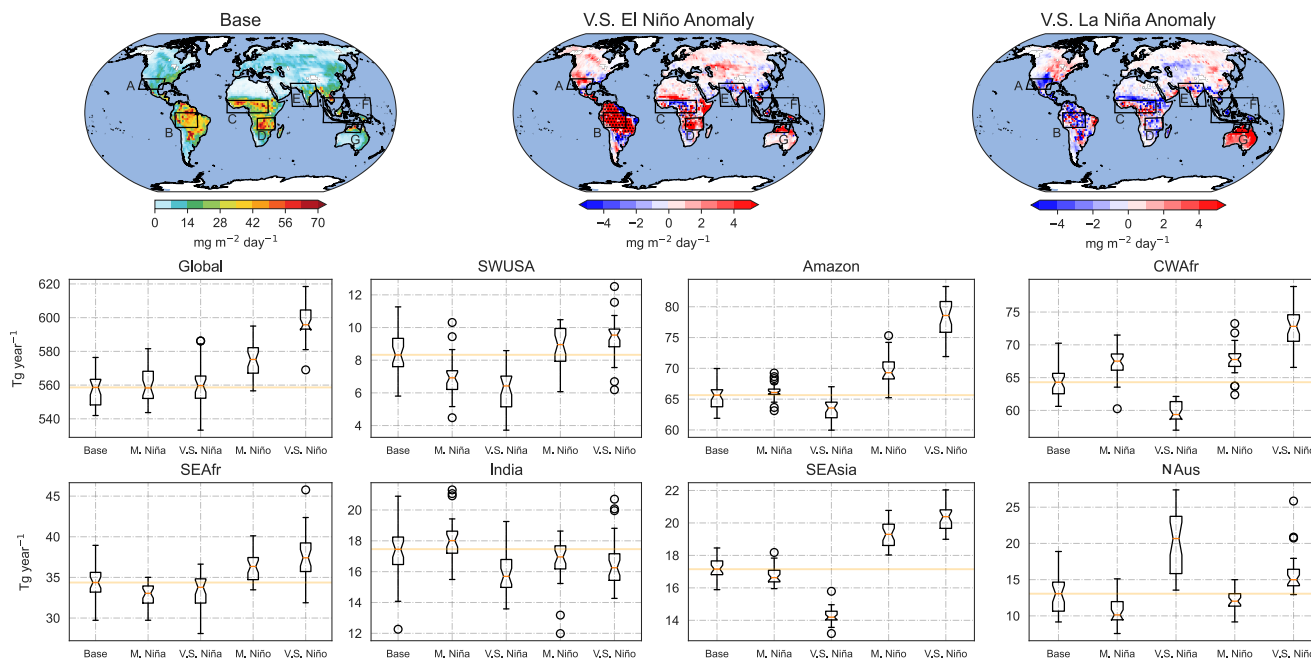 Base
V.S. El Niño Anomaly
V.S. La Niña Anomaly
A
B
C
D
E
F
G
A
B
C
D
E
F
G
A
B
C
D
E
F
G
0 14 28 42 56 70
mg m⁻² day⁻¹
−4 −2 0 2 4
mg m⁻² day⁻¹
−4 −2 0 2 4
mg m⁻² day⁻¹
Global
Tg year⁻¹
620
600
580
560
540
Base M. Niña V.S. Niña M. Niño V.S. Niño
SWUSA
12
10
8
6
4
Base M. Niña V.S. Niña M. Niño V.S. Niño
Amazon
80
75
70
65
60
Base M. Niña V.S. Niña M. Niño V.S. Niño
CWAfr
75
70
65
60
Base M. Niña V.S. Niña M. Niño V.S. Niño
SEAfr
Tg year⁻¹
45
40
35
30
Base M. Niña V.S. Niña M. Niño V.S. Niño
India
20
18
16
14
12
Base M. Niña V.S. Niña M. Niño V.S. Niño
SEAsia
22
20
18
16
14
Base M. Niña V.S. Niña M. Niño V.S. Niño
NAus
25
20
15
10
Base M. Niña V.S. Niña M. Niño V.S. Niño